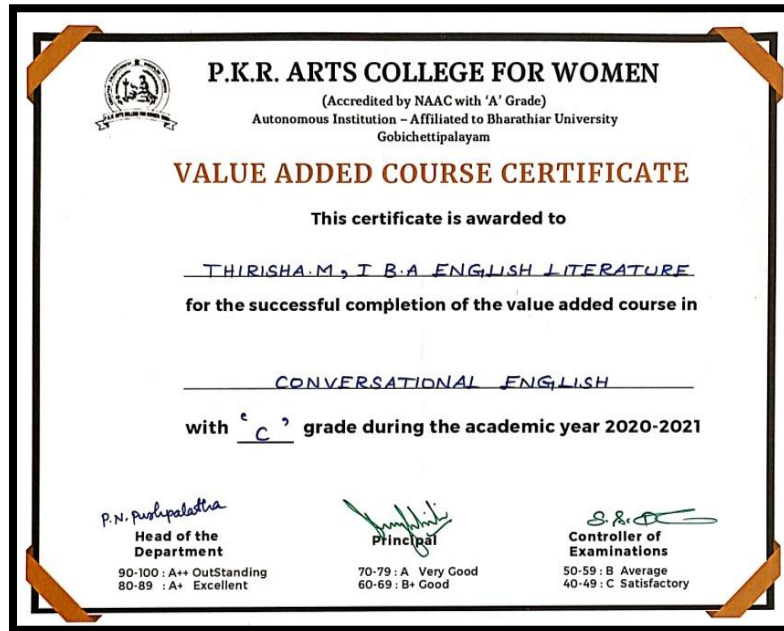 P.K.R. ARTS COLLEGE FOR WOMEN
(Accredited by NAAC with ‘A’ Grade)
Autonomous Institution – Affiliated to Bharathiar University
Gobichettipalayam
VALUE ADDED COURSE CERTIFICATE
This certificate is awarded to
THIRISHA.M, I B.A ENGLISH LITERATURE
for the successful completion of the value added course in
CONVERSATIONAL ENGLISH
with ‘C’ grade during the academic year 2020-2021
P.N. Pushpalatha
Head of the
Department
90-100 : A++ OutStanding
80-89 : A+ Excellent
Principal
70-79 : A Very Good
60-69 : B+ Good
Controller of
Examinations
50-59 : B Average
40-49 : C Satisfactory